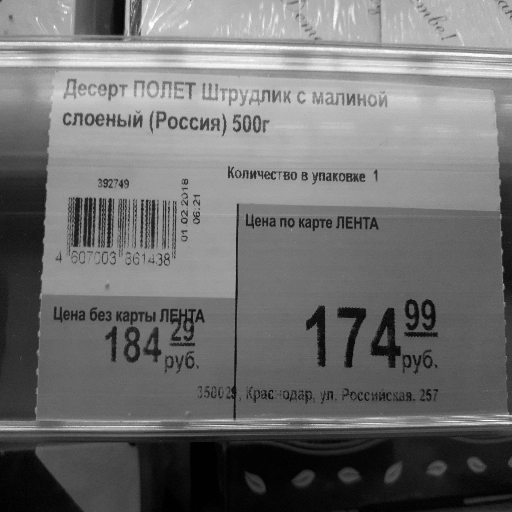 Десерт ПОЛЕТ Штрудлик с малиной
слоеный (Россия) 500г
Количество в упаковке 1
392749
01.02.2018
06:21
4 607003 861438
Цена по карте ЛЕНТА
174 99
руб.
Цена без карты ЛЕНТА
184 29
руб.
Краснодар, ул. Российская, 257